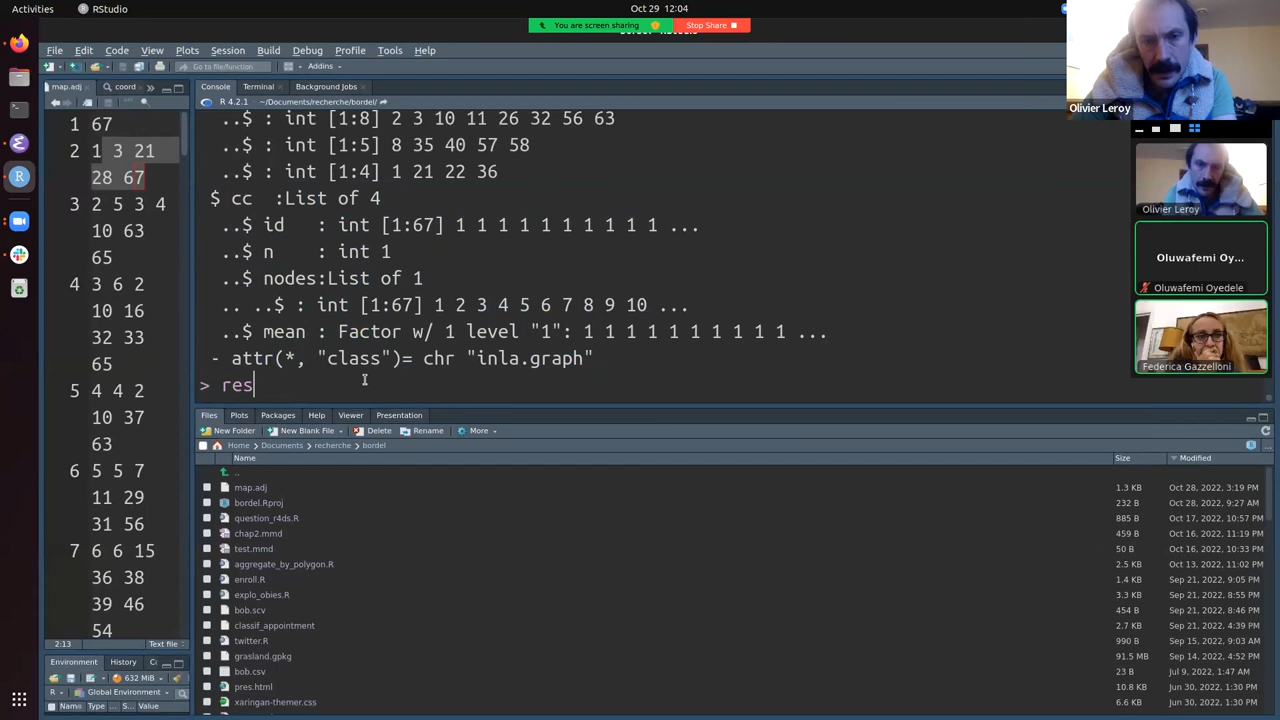 Activities
RStudio
Oct 29 12:04
You are screen sharing
Stop Share
File Edit Code View Plots Session Build Debug Profile Tools Help
Go to file/function
Addins
map.adj
coord
1 67
2 1 3 21
28 67
3 2 5 3 4
10 63
65
4 3 6 2
10 16
32 33
65
5 4 4 2
10 37
63
6 5 5 7
11 29
31 56
7 6 6 15
36 38
39 46
54
2:13
Text file
Environment
History
632 MiB
R
Global Environment
Name
Type
S...
Value
Console
Terminal
Background Jobs
R 4.2.1 · ~/Documents/recherche/bordel/
..$ : int [1:8] 2 3 10 11 26 32 56 63
..$ : int [1:5] 8 35 40 57 58
..$ : int [1:4] 1 21 22 36
$ cc :List of 4
..$ id : int [1:67] 1 1 1 1 1 1 1 1 1 1 ...
..$ n : int 1
..$ nodes:List of 1
.. ..$ : int [1:67] 1 2 3 4 5 6 7 8 9 10 ...
..$ mean : Factor w/ 1 level "1": 1 1 1 1 1 1 1 1 1 1 ...
- attr(*, "class")= chr "inla.graph"
> res
Files Plots Packages Help Viewer Presentation
New Folder
New Blank File
Delete
Rename
More
Home
Documents
recherche
bordel
Name
Size
Modified
..
map.adj 1.3 KB Oct 28, 2022, 3:19 PM
bordel.Rproj 232 B Oct 28, 2022, 9:27 AM
question_r4ds.R 885 B Oct 17, 2022, 10:57 PM
chap2.mmd 459 B Oct 16, 2022, 11:19 PM
test.mmd 50 B Oct 16, 2022, 10:33 PM
aggregate_by_polygon.R 2.5 KB Oct 13, 2022, 11:02 PM
enroll.R 1.4 KB Sep 21, 2022, 9:05 PM
explo_obies.R 3.3 KB Sep 21, 2022, 8:55 PM
bob.scv 454 B Sep 21, 2022, 8:46 PM
classif_appointment 2.7 KB Sep 21, 2022, 4:39 PM
twitter.R 990 B Sep 15, 2022, 9:03 AM
grasland.gpkg 91.5 MB Sep 14, 2022, 4:52 PM
bob.csv 23 B Jul 9, 2022, 1:47 AM
pres.html 10.8 KB Jun 30, 2022, 1:30 PM
xaringan-themer.css 6.6 KB Jun 30, 2022, 1:30 PM
Olivier Leroy
Olivier Leroy
Oluwafemi Oy...
Oluwafemi Oyedele
Federica Gazzelloni